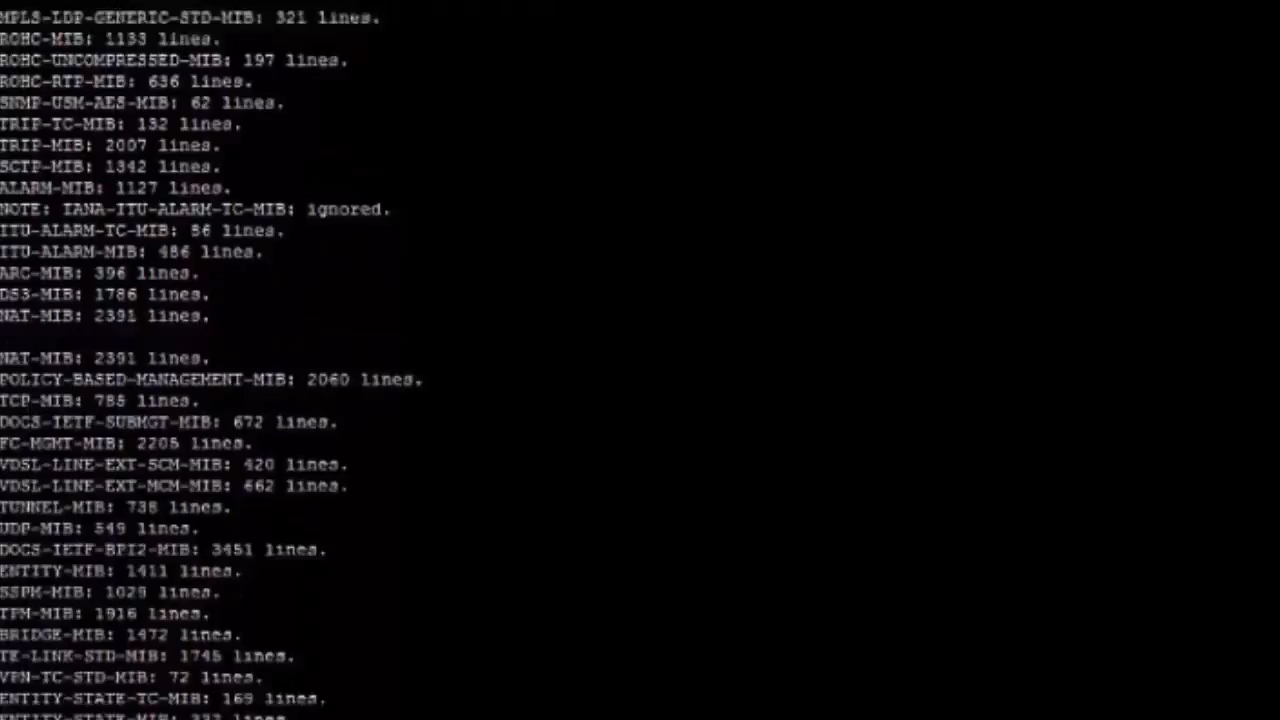 MPLS-LDP-GENERIC-STD-MIB: 321 lines.
ROHC-MIB: 1133 lines.
ROHC-UNCOMPRESSED-MIB: 197 lines.
ROHC-RTP-MIB: 636 lines.
SNMP-USM-AES-MIB: 62 lines.
TRIP-TC-MIB: 132 lines.
TRIP-MIB: 2007 lines.
SCTP-MIB: 1342 lines.
ALARM-MIB: 1127 lines.
NOTE: IANA-ITU-ALARM-TC-MIB: ignored.
ITU-ALARM-TC-MIB: 86 lines.
ITU-ALARM-MIB: 486 lines.
ARC-MIB: 396 lines.
DS3-MIB: 1786 lines.
NAT-MIB: 2391 lines.
NAT-MIB: 2391 lines.
POLICY-BASED-MANAGEMENT-MIB: 2060 lines.
TCP-MIB: 785 lines.
DOCS-IETF-SUBMGT-MIB: 672 lines.
FC-MGMT-MIB: 2205 lines.
VDSL-LINE-EXT-SCM-MIB: 420 lines.
VDSL-LINE-EXT-MCM-MIB: 662 lines.
TUNNEL-MIB: 738 lines.
UDP-MIB: 549 lines.
DOCS-IETF-BPI2-MIB: 3451 lines.
ENTITY-MIB: 1411 lines.
SSPM-MIB: 1029 lines.
TPM-MIB: 1916 lines.
BRIDGE-MIB: 1472 lines.
TE-LINK-STD-MIB: 1745 lines.
VPN-TC-STD-MIB: 72 lines.
ENTITY-STATE-TC-MIB: 169 lines.
ENTITY-STATE-MIB: lines.